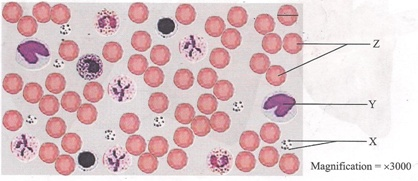 Z
Y
X
Magnification = ×3000